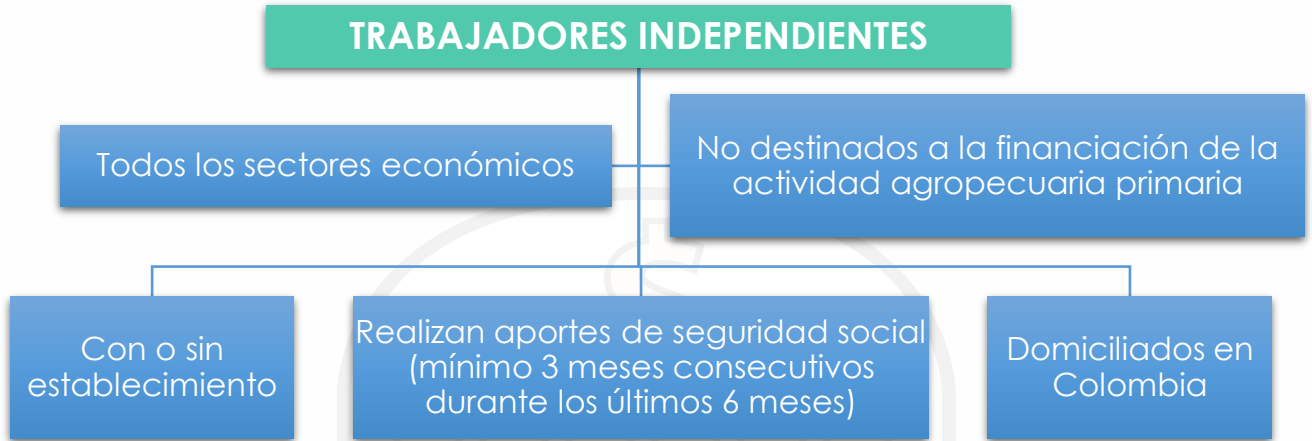 TRABAJADORES INDEPENDIENTES
Todos los sectores económicos
No destinados a la financiación de la
actividad agropecuaria primaria
Con o sin
establecimiento
Realizan aportes de seguridad social
(mínimo 3 meses consecutivos
durante los últimos 6 meses)
Domiciliados en
Colombia